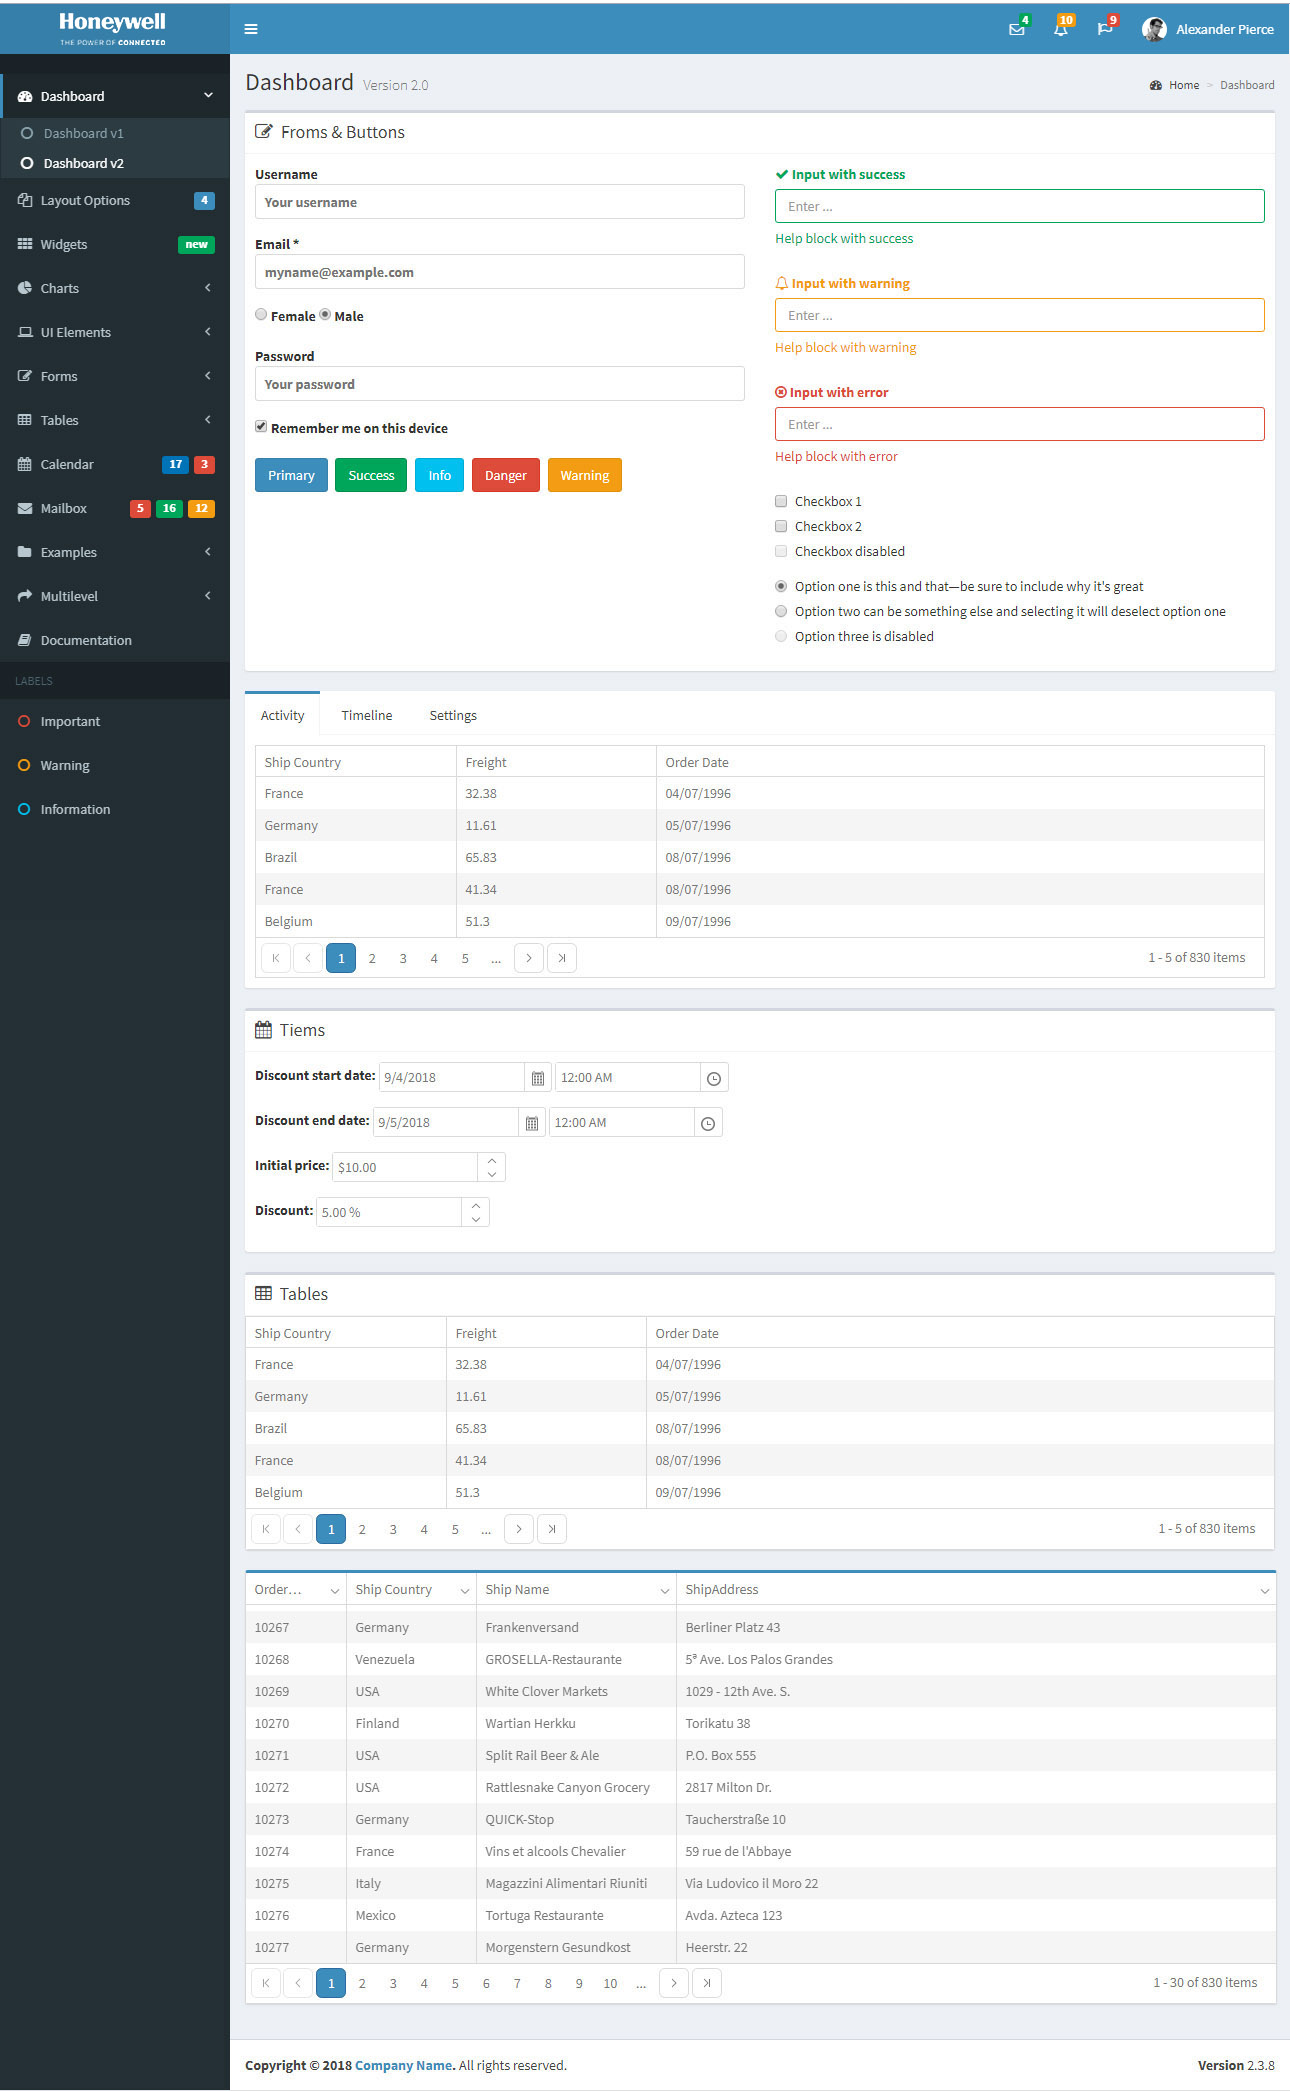 Honeywell
THE POWER OF CONNECTED
4
10
9
Alexander Pierce
Dashboard
Dashboard v1
Dashboard v2
Layout Options 4
Widgets new
Charts
UI Elements
Forms
Tables
Calendar 17 3
Mailbox 5 16 12
Examples
Multilevel
Documentation
LABELS
Important
Warning
Information
Dashboard Version 2.0
Home > Dashboard
Froms & Buttons
Username
Your username
Email *
myname@example.com
Female Male
Password
Your password
Remember me on this device
Primary Success Info Danger Warning
Input with success
Enter ...
Help block with success
Input with warning
Enter ...
Help block with warning
Input with error
Enter ...
Help block with error
Checkbox 1
Checkbox 2
Checkbox disabled
Option one is this and that—be sure to include why it's great
Option two can be something else and selecting it will deselect option one
Option three is disabled
Activity Timeline Settings
Ship Country Freight Order Date
France 32.38 04/07/1996
Germany 11.61 05/07/1996
Brazil 65.83 08/07/1996
France 41.34 08/07/1996
Belgium 51.3 09/07/1996
1 2 3 4 5 ... 1 - 5 of 830 items
Tiems
Discount start date: 9/4/2018 12:00 AM
Discount end date: 9/5/2018 12:00 AM
Initial price: $10.00
Discount: 5.00 %
Tables
Ship Country Freight Order Date
France 32.38 04/07/1996
Germany 11.61 05/07/1996
Brazil 65.83 08/07/1996
France 41.34 08/07/1996
Belgium 51.3 09/07/1996
1 2 3 4 5 ... 1 - 5 of 830 items
Order... Ship Country Ship Name ShipAddress
10267 Germany Frankenversand Berliner Platz 43
10268 Venezuela GROSELLA-Restaurante 5ª Ave. Los Palos Grandes
10269 USA White Clover Markets 1029 - 12th Ave. S.
10270 Finland Wartian Herkku Torikatu 38
10271 USA Split Rail Beer & Ale P.O. Box 555
10272 USA Rattlesnake Canyon Grocery 2817 Milton Dr.
10273 Germany QUICK-Stop Taucherstraße 10
10274 France Vins et alcools Chevalier 59 rue de l'Abbaye
10275 Italy Magazzini Alimentari Riuniti Via Ludovico il Moro 22
10276 Mexico Tortuga Restaurante Avda. Azteca 123
10277 Germany Morgenstern Gesundkost Heerstr. 22
1 2 3 4 5 6 7 8 9 10 ... 1 - 30 of 830 items
Copyright © 2018 Company Name. All rights reserved.
Version 2.3.8